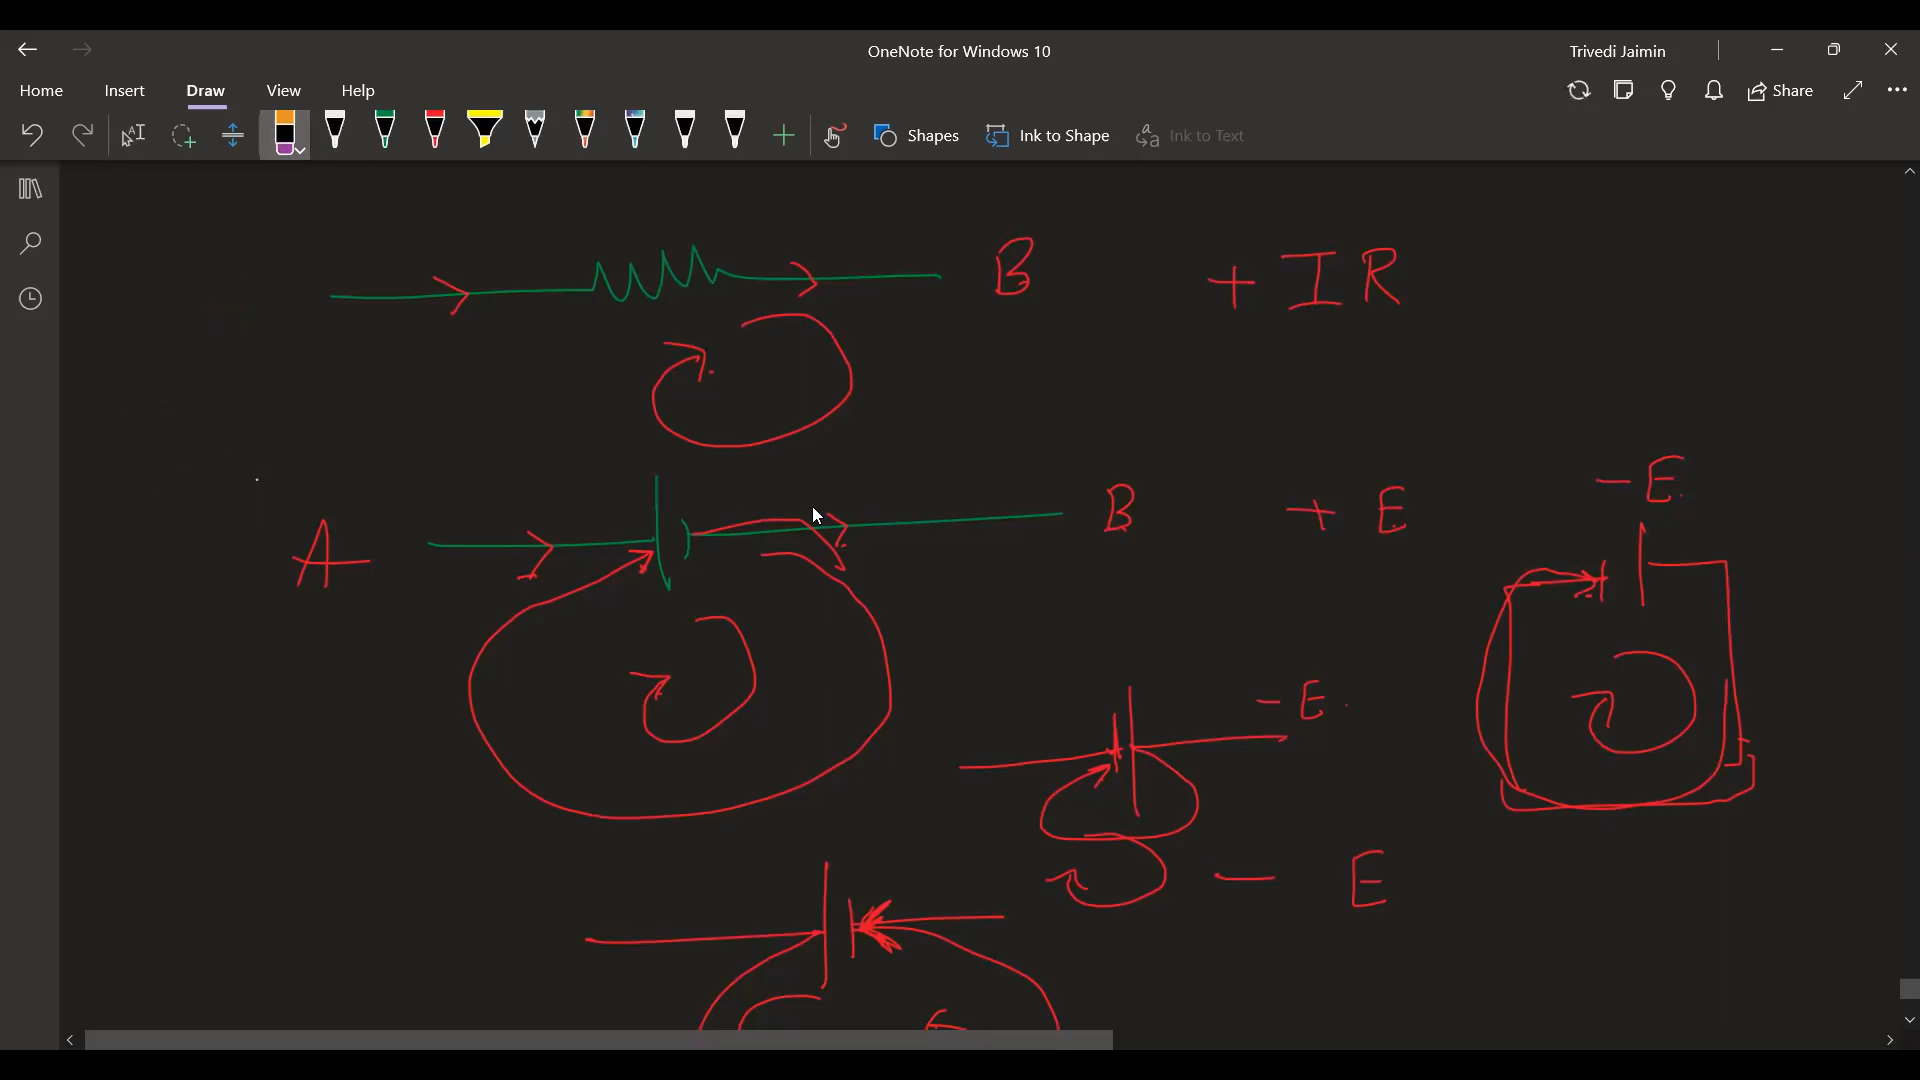 OneNote for Windows 10
Trivedi Jaimin
Home Insert Draw View Help
Share
Shapes Ink to Shape Ink to Text
B + I R
- E.
A B + E
- E.
- E
E